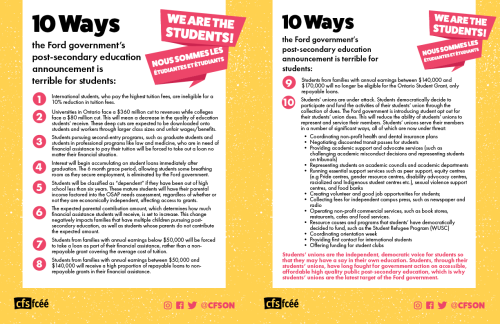 10 Ways
the Ford government's
post-secondary education
announcement is
terrible for students:
WE ARE THE
STUDENTS!
NOUS SOMMES LES
ÉTUDIANTES ET ÉTUDIANTS
1 International students, who pay the highest tuition fees, are ineligible for a
10% reduction in tuition fees.
2 Universities in Ontario face a $360 million cut to revenues while colleges
face a $80 million cut. This will mean a decrease in the quality of education
students' receive. These deep cuts are expected to be downloaded onto
students and workers through larger class sizes and unfair wages/benefits.
3 Students pursuing second-entry programs, such as graduate students and
students in professional programs like law and medicine, who are in need of
financial assistance to pay their tuition will be forced to take out a loan no
matter their financial situation.
4 Interest will begin accumulating on student loans immediately after
graduation. The 6 month grace period, allowing students some breathing
room as they secure employment, is eliminated by the Ford government.
5 Students will be classified as "dependent" if they have been out of high
school less than six years. These mature students will have their parental
income factored into the OSAP needs assessment, regardless of whether or
not they are economically independent, affecting access to grants.
6 The expected parental contribution amount, which determines how much
financial assistance students will receive, is set to increase. This change
negatively impacts families that have multiple children pursuing post-
secondary education, as well as students whose parents do not contribute
the expected amount
7 Students from families with earning below $50,000 will be forced
to take a loan as part of their financial assistance, rather than a non-
repayable grant covering the average cost of tuition
8 Students from families with earnings between $50,000 and
$140,000 will receive a high proportion of repayable loans to non-
repayable grants in their financial assistance.
cfs fcéé
@CFSON
10 Ways
the Ford government's
post-secondary education
announcement is terrible for
students:
WE ARE THE
STUDENTS!
NOUS SOMMES LES
ÉTUDIANTES ET ÉTUDIANTS
9 Students from families with annual earnings between $140,000 and
$170,000 will no longer be eligible for the Ontario Student Grant, only
repayable loans.
10 Students' unions are under attack. Students democratically decide to
participate and fund the activities of their students' union through the
collection of dues. The Ford government is introducing student opt out for
their students' union dues. This will reduce the ability of students' unions to
represent and service their members. Students' unions serve their members
in a number of significant ways, all of which are now under threat:
• Coordinating non-profit health and dental insurance plans
• Negotiating discounted transit passes for students
• Providing academic support and advocate services (such as
challenging academic misconduct decisions and representing students
on tribunals)
• Representing students on academic councils and academic departments
• Running essential support services such as peer support, equity centres
(e.g Pride centres, gender resource centres, disability advocacy centres,
racialized and Indigenous student centres etc.), sexual violence support
centres, and food banks
• Creating volunteer and good job opportunities for students
• Collecting fees for independent campus press, such as newspaper and
radio
• Operating non-profit commercial services, such as book stores,
restaurants, cafes and food services.
• Resource causes and programs that students' have democratically
decided to fund, such as the Student Refugee Program (WUSC)
• Coordinating orientation week
• Providing first contact for international students
• Offering funding for student clubs
Students' unions are the independent, democratic voice for students so
that they may have a say in their own education. Students, through their
students' unions, have long fought for government action on accessible,
affordable high quality public post-secondary education, which is why
students' unions are the latest target of the Ford government.
cfs fcéé
@CFSON